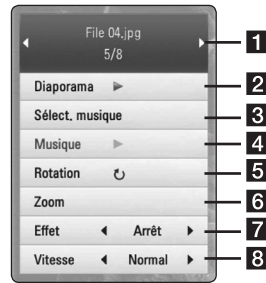 File 04.jpg 1
5/8
Diaporama 2
Sélect. musique 3
Musique 4
Rotation 5
Zoom 6
Effet Arrêt 7
Vitesse Normal 8